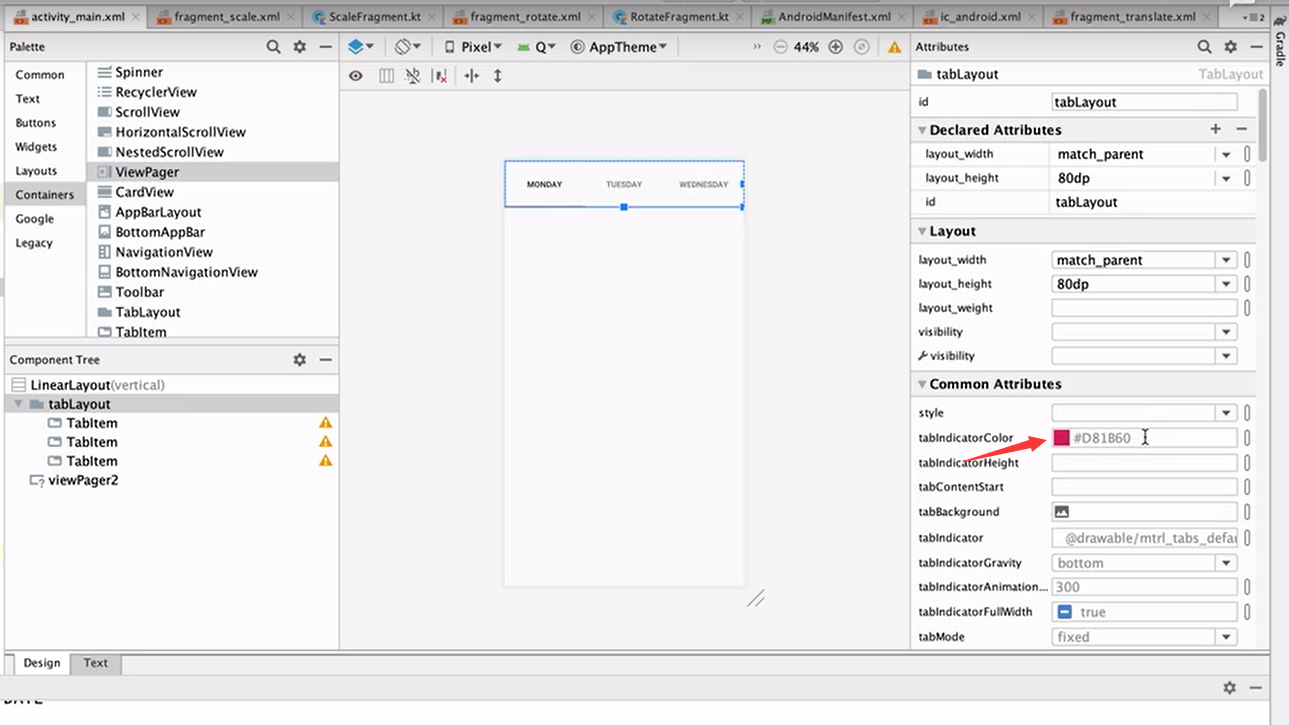 activity_main.xml fragment_scale.xml ScaleFragment.kt fragment_rotate.xml RotateFragment.kt AndroidManifest.xml ic_android.xml fragment_translate.xml 2
Gradle
Palette
Common
Text
Buttons
Widgets
Layouts
Containers
Google
Legacy
Spinner
RecyclerView
ScrollView
HorizontalScrollView
NestedScrollView
ViewPager
CardView
AppBarLayout
BottomAppBar
NavigationView
BottomNavigationView
Toolbar
TabLayout
TabItem
Component Tree
LinearLayout(vertical)
tabLayout
TabItem
TabItem
TabItem
viewPager2
Pixel Q AppTheme » 44%
MONDAY TUESDAY WEDNESDAY
Attributes
tabLayout TabLayout
id tabLayout
Declared Attributes
layout_width match_parent
layout_height 80dp
id tabLayout
Layout
layout_width match_parent
layout_height 80dp
layout_weight
visibility
visibility
Common Attributes
style
tabIndicatorColor #D81B60
tabIndicatorHeight
tabContentStart
tabBackground
tabIndicator @drawable/mtrl_tabs_defau
tabIndicatorGravity bottom
tabIndicatorAnimation... 300
tabIndicatorFullWidth true
tabMode fixed
Design Text